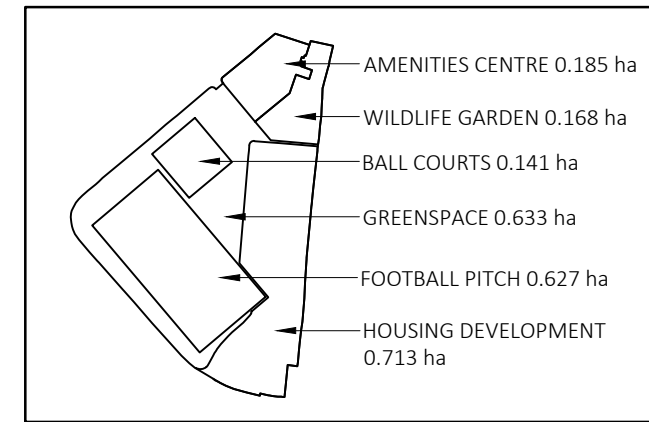 AMENITIES CENTRE 0.185 ha
WILDLIFE GARDEN 0.168 ha
BALL COURTS 0.141 ha
GREENSPACE 0.633 ha
FOOTBALL PITCH 0.627 ha
HOUSING DEVELOPMENT
0.713 ha